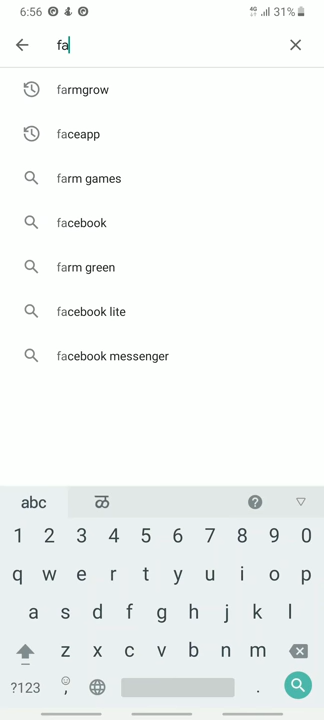 6:56 4G 31%
fa
farmgrow
faceapp
farm games
facebook
farm green
facebook lite
facebook messenger
abc
1 2 3 4 5 6 7 8 9 0
q w e r t y u i o p
a s d f g h j k l
z x c v b n m
?123 , .